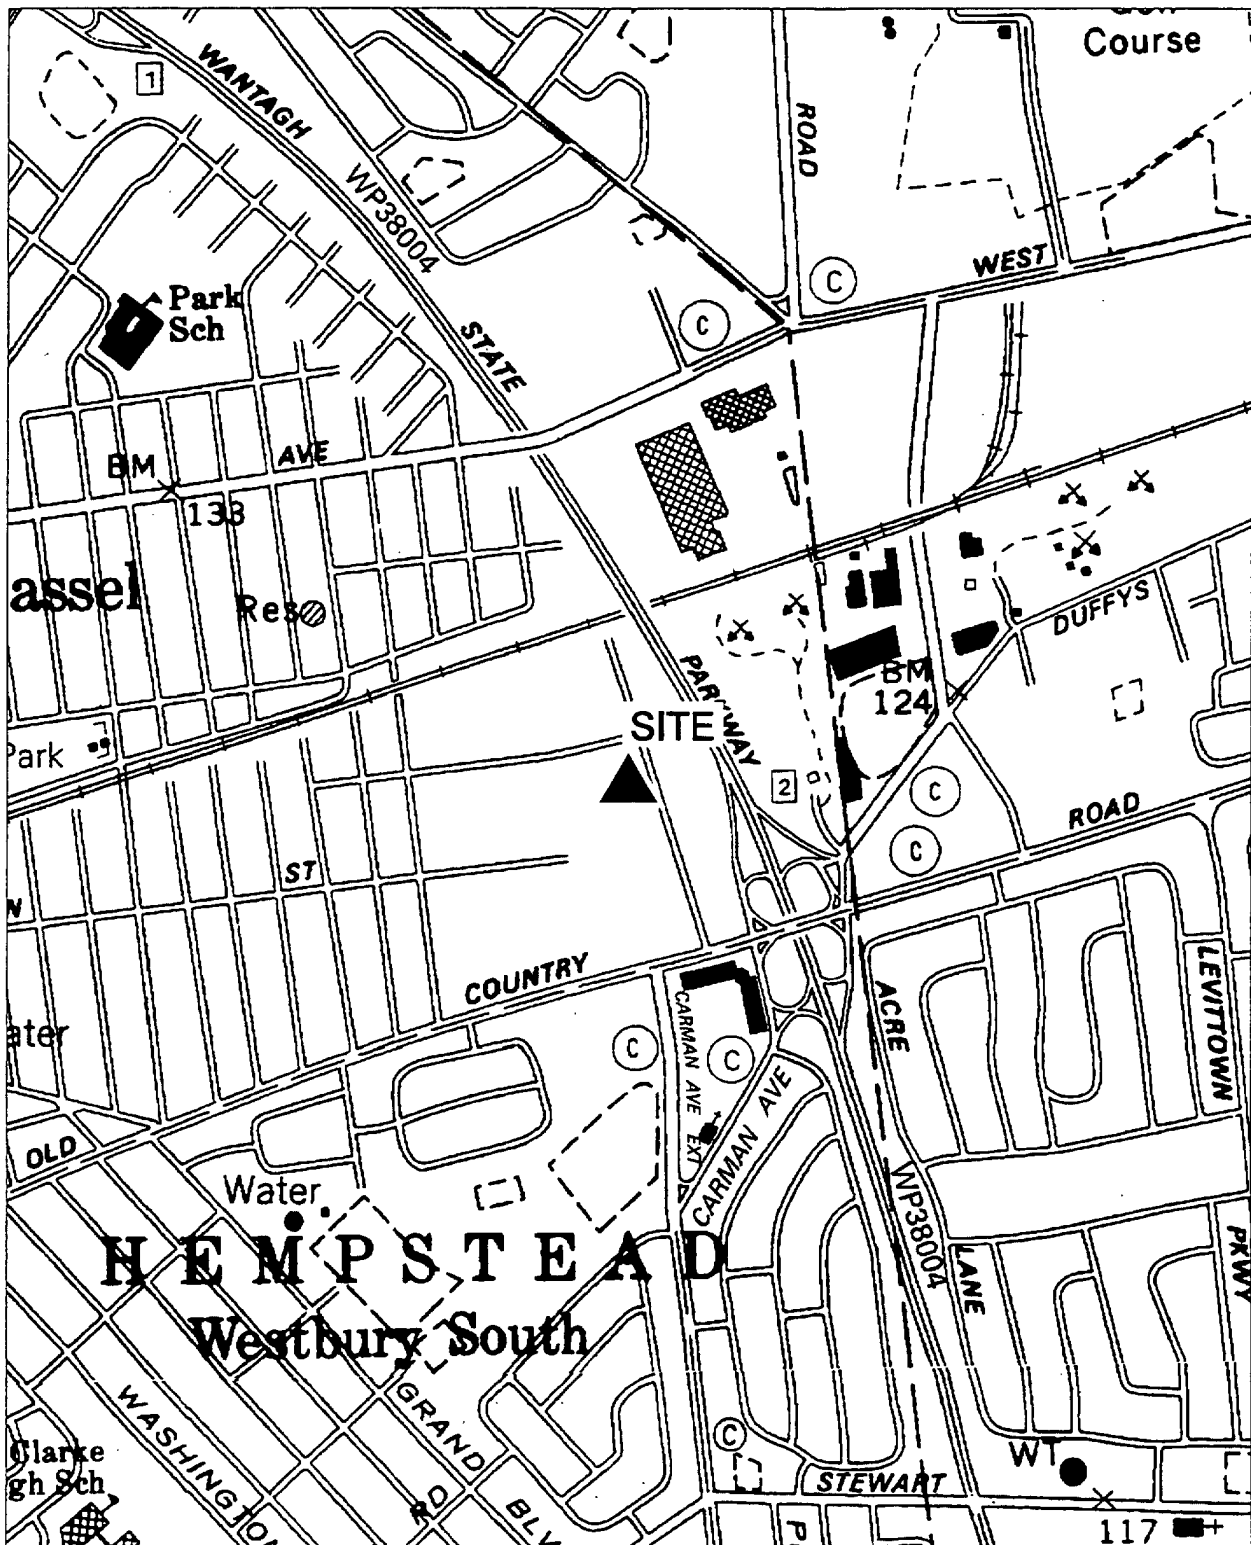 Course
1
WANTAGH
ROAD
WP38004
WEST
C
C
Park
Sch
STATE
AVE
BM
133
assel
Res
DUFFYS
PARKWAY
BM
124
SITE
Park
2
C
ROAD
C
ST
N
COUNTRY
LEVITTOWN
ACRE
ater
CARMAN AVE EXT
C
C
CARMAN AVE
OLD
Water
WP38004
HEMPSTEAD
LANE
PKWY
Westbury South
GRAND
WASHINGTON
C
Clarke
gh Sch
WT
STEWART
RD
BLV
P
117